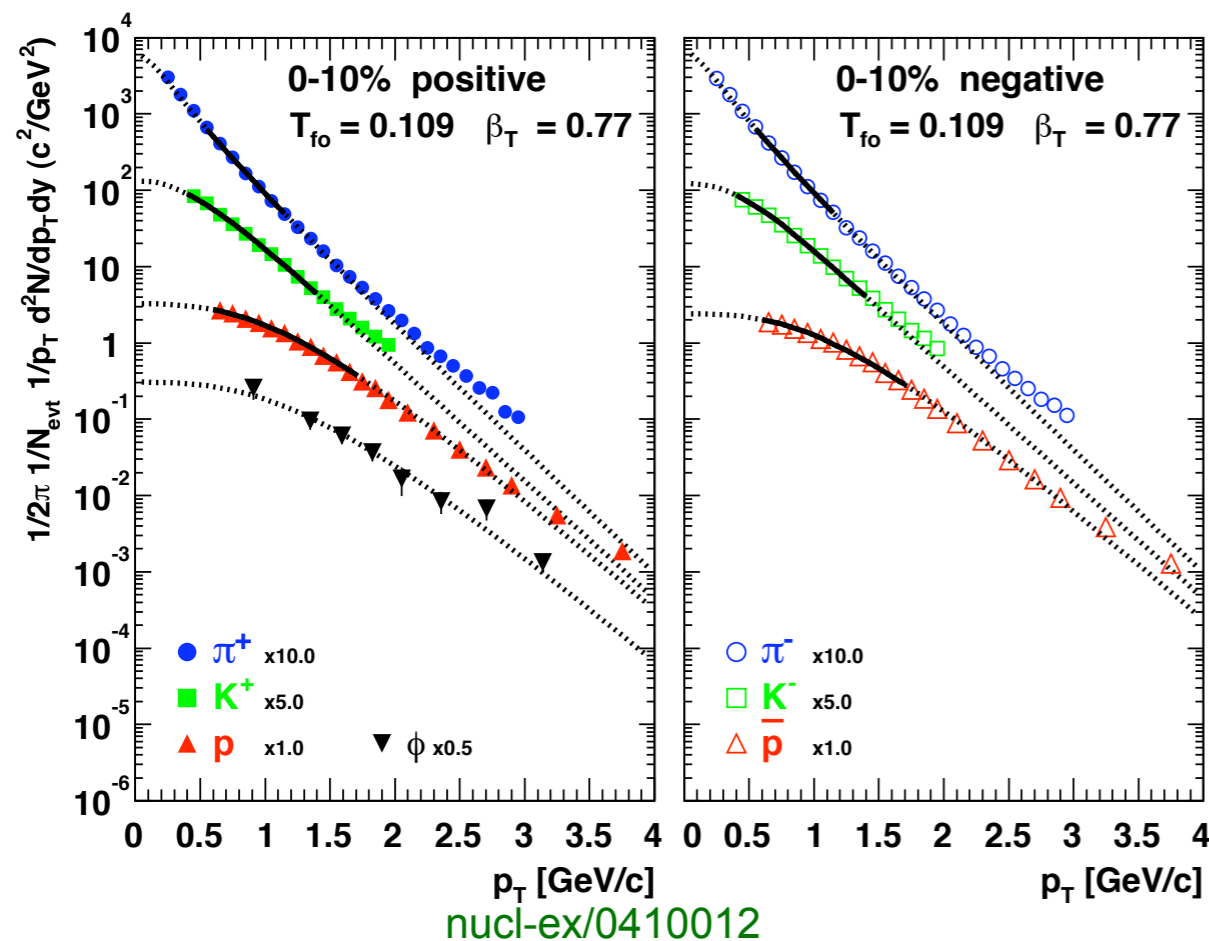 1/2π 1/N_evt 1/p_T d²N/dp_T dy (c²/GeV²)
10⁴
10³
10²
10
1
10⁻¹
10⁻²
10⁻³
10⁻⁴
10⁻⁵
10⁻⁶
0-10% positive
T_fo = 0.109 β_T = 0.77
π⁺ x10.0
K⁺ x5.0
p x1.0
ϕ x0.5
0 0.5 1 1.5 2 2.5 3 3.5 4
p_T [GeV/c]
0-10% negative
T_fo = 0.109 β_T = 0.77
π⁻ x10.0
K⁻ x5.0
p̅ x1.0
0 0.5 1 1.5 2 2.5 3 3.5 4
p_T [GeV/c]
nucl-ex/0410012